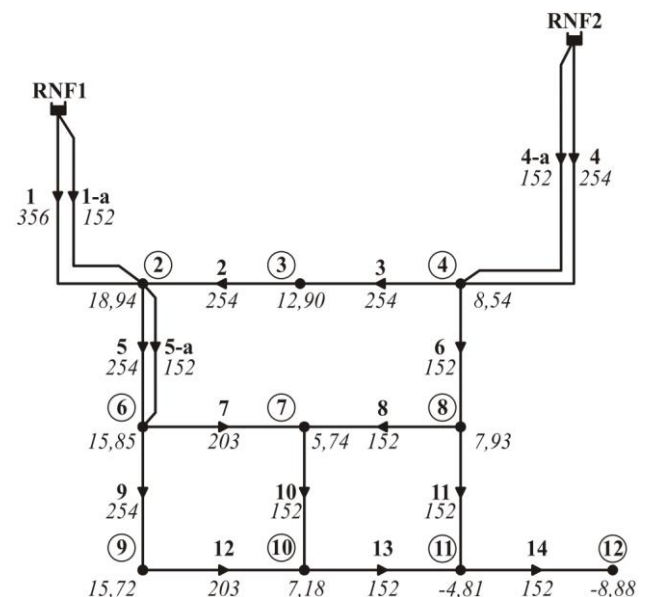 RNF2
RNF1
4-a 4
152 254
1 1-a
356 152
2 2 3 3 4
18,94 254 12,90 254 8,54
5 5-a 6
254 152 152
6 7 7 8 8
15,85 203 5,74 152 7,93
9 10 11
254 152 152
9 12 10 13 11 14 12
15,72 203 7,18 152 -4,81 152 -8,88